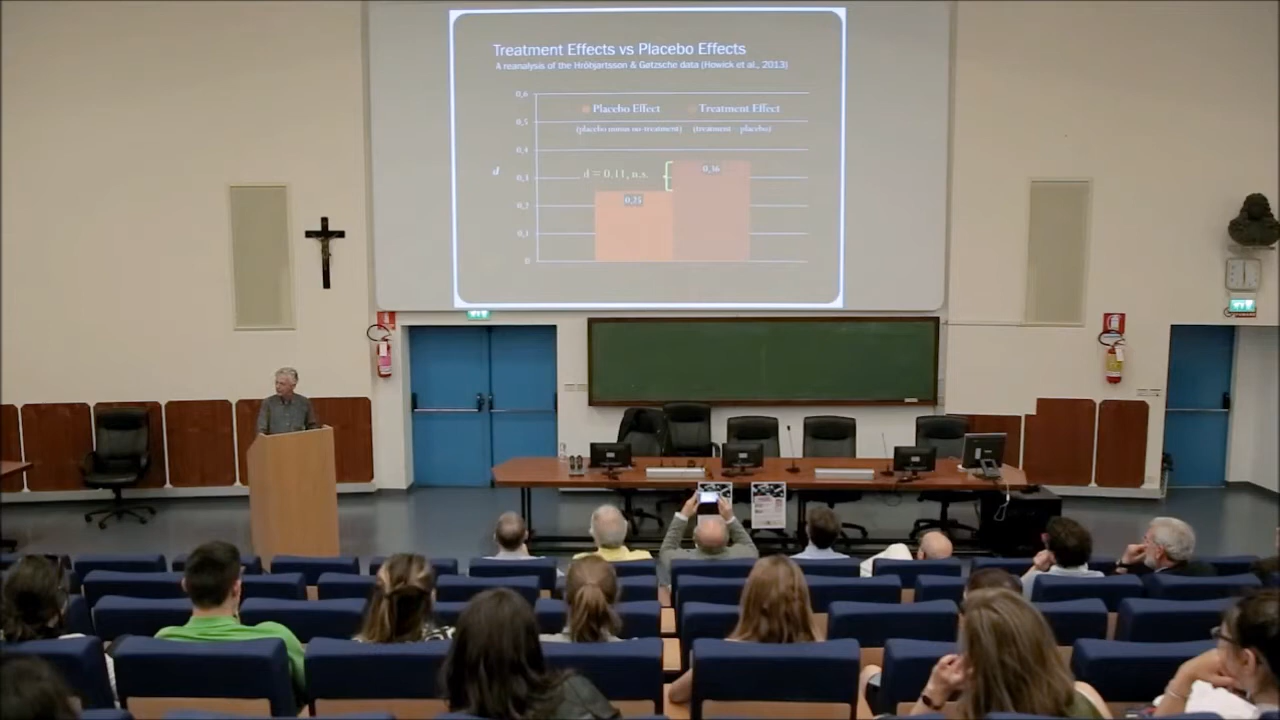 Treatment Effects vs Placebo Effects
A reanalysis of the Hróbjartsson & Gøtzsche data (Howick et al., 2013)
0,6
Placebo Effect
Treatment Effect
0,5
(placebo minus no-treatment)
(treatment – placebo)
0,4
d
d = 0.11, n.s.
0,36
0,3
0,25
0,2
0,1
0